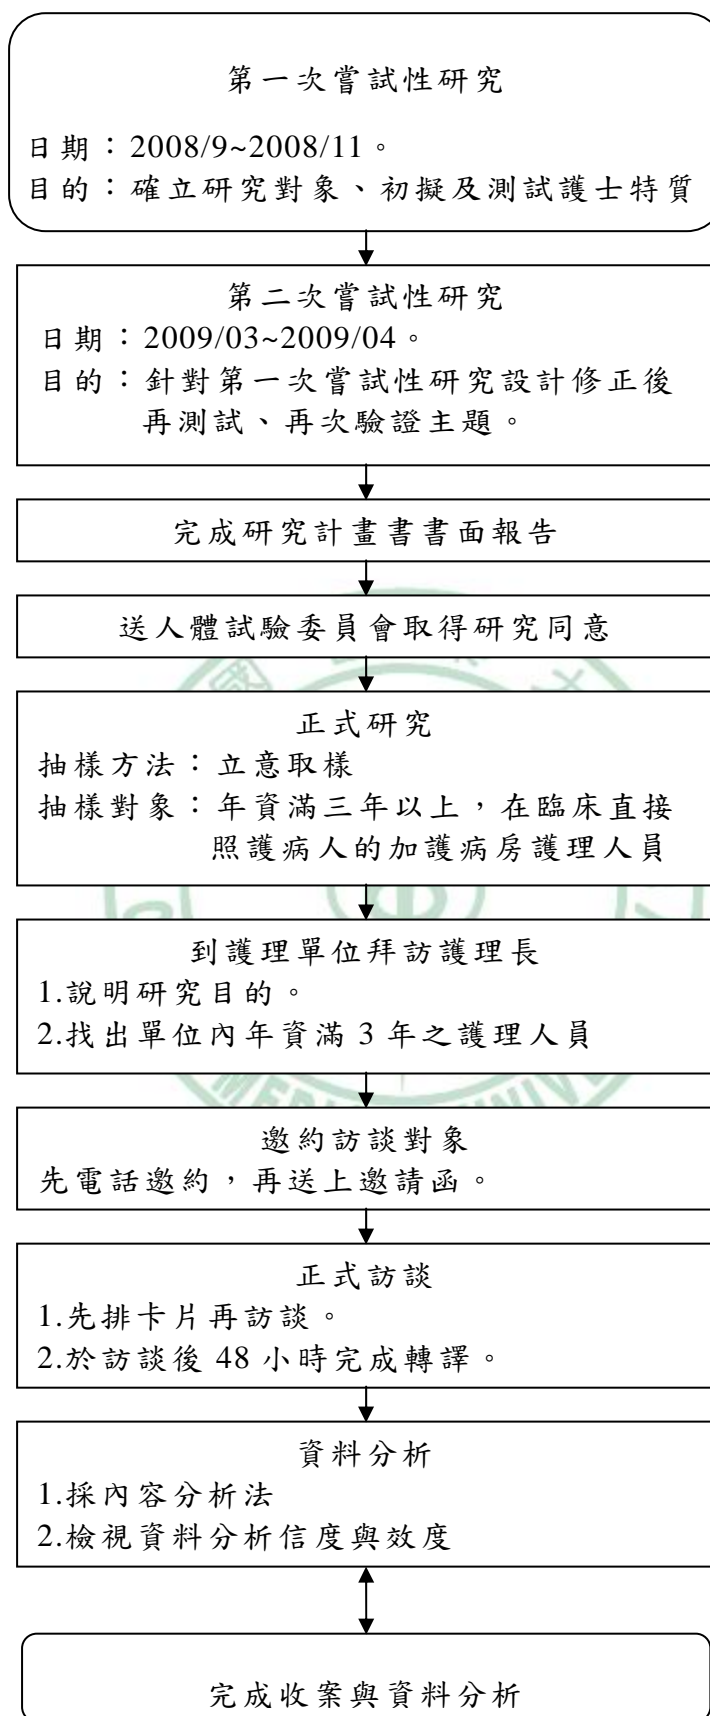 第一次嘗試性研究
日期：2008/9~2008/11。
目的：確立研究對象、初擬及測試護士特質
第二次嘗試性研究
日期：2009/03~2009/04。
目的：針對第一次嘗試性研究設計修正後
再測試、再次驗證主題。
完成研究計畫書書面報告
送人體試驗委員會取得研究同意
正式研究
抽樣方法：立意取樣
抽樣對象：年資滿三年以上，在臨床直接
照護病人的加護病房護理人員
到護理單位拜訪護理長
1.說明研究目的。
2.找出單位內年資滿 3 年之護理人員
邀約訪談對象
先電話邀約，再送上邀請函。
正式訪談
1.先排卡片再訪談。
2.於訪談後 48 小時完成轉譯。
資料分析
1.採內容分析法
2.檢視資料分析信度與效度
完成收案與資料分析